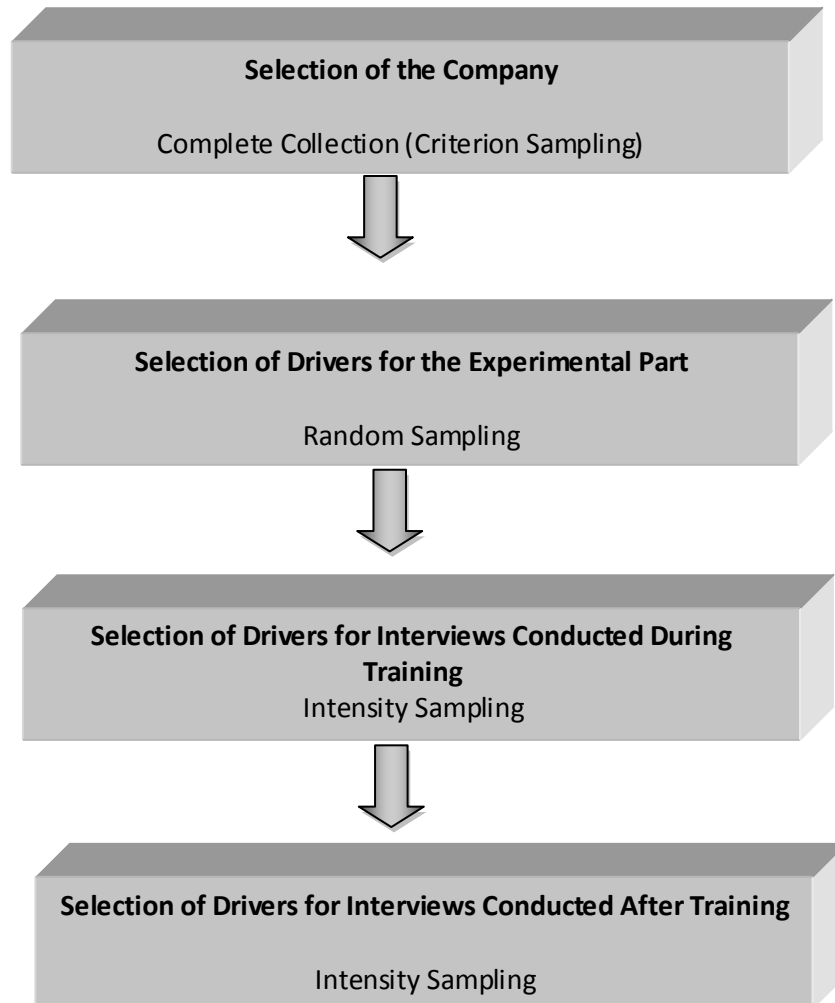 Selection of the Company
Complete Collection (Criterion Sampling)
Selection of Drivers for the Experimental Part
Random Sampling
Selection of Drivers for Interviews Conducted During
Training
Intensity Sampling
Selection of Drivers for Interviews Conducted After Training
Intensity Sampling